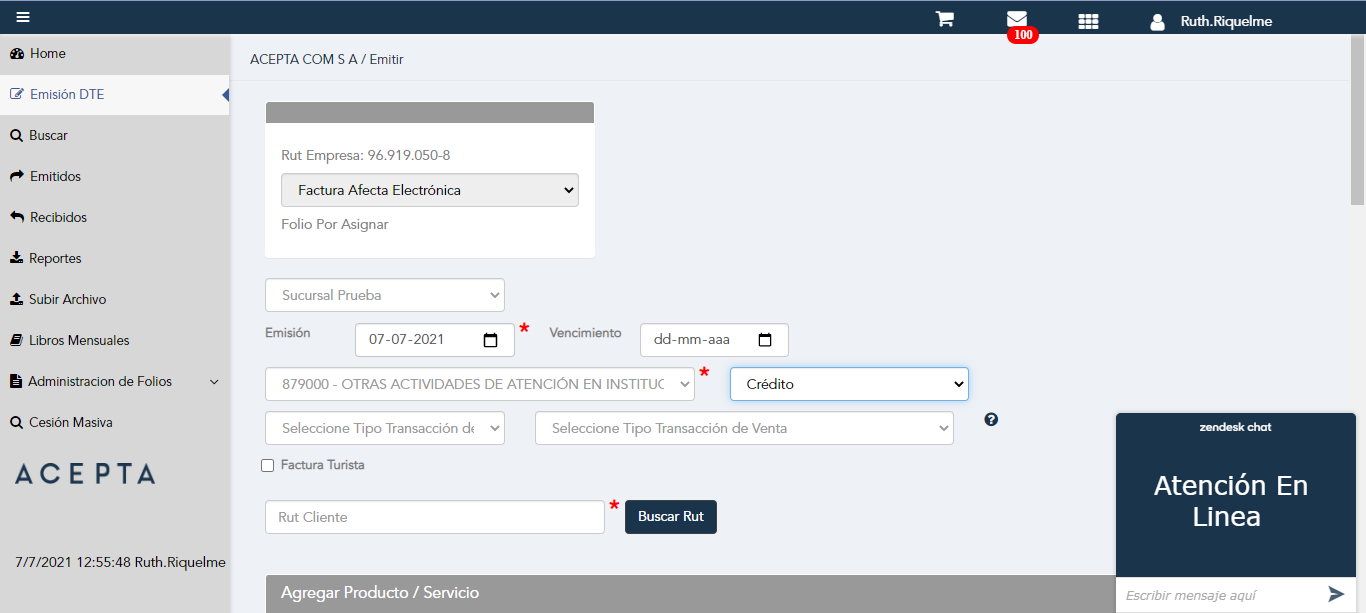 100
Ruth.Riquelme
Home
Emisión DTE
Buscar
Emitidos
Recibidos
Reportes
Subir Archivo
Libros Mensuales
Administracion de Folios
Cesión Masiva
ACEPTA
7/7/2021 12:55:48 Ruth.Riquelme
ACEPTA COM S A / Emitir
Rut Empresa: 96.919.050-8
Factura Afecta Electrónica
Folio Por Asignar
Sucursal Prueba
Emisión 07-07-2021 * Vencimiento dd-mm-aaa
879000 - OTRAS ACTIVIDADES DE ATENCIÓN EN INSTITUC * Crédito
Seleccione Tipo Transacción de Seleccione Tipo Transacción de Venta ?
Factura Turista
Rut Cliente * Buscar Rut
Agregar Producto / Servicio
zendesk chat
Atención En
Linea
Escribir mensaje aquí